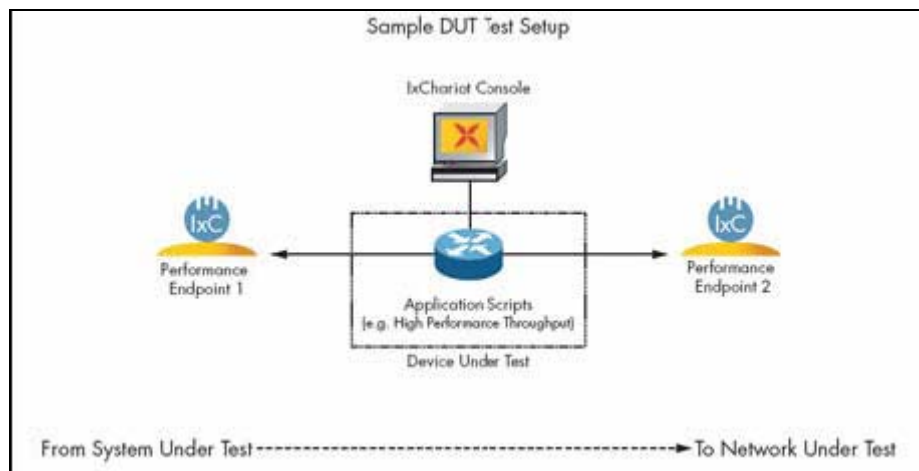 Sample DUT Test Setup
IxChariot Console
IxC
IxC
Performance
Endpoint 1
Performance
Endpoint 2
Application Scripts
(e.g. High Performance Throughput)
Device Under Test
From System Under Test
To Network Under Test